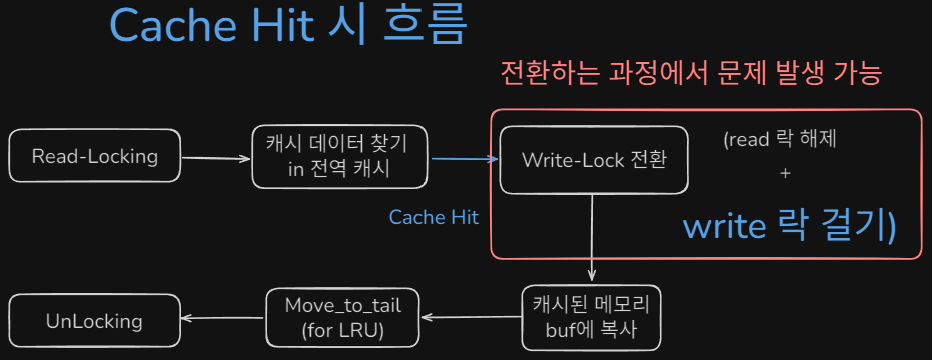 Cache Hit 시 흐름
전환하는 과정에서 문제 발생 가능
Read-Locking
캐시 데이터 찾기
in 전역 캐시
Write-Lock 전환
(read 락 해제
+
write 락 걸기)
Cache Hit
UnLocking
Move_to_tail
(for LRU)
캐시된 메모리
buf에 복사